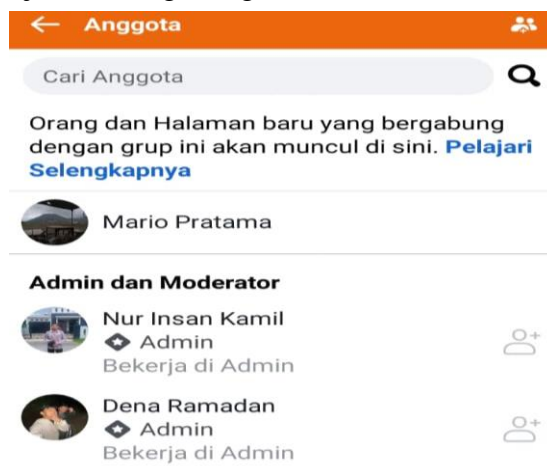 Anggota
Cari Anggota
Orang dan Halaman baru yang bergabung
dengan grup ini akan muncul di sini. Pelajari
Selengkapnya
Mario Pratama
Admin dan Moderator
Nur Insan Kamil
Admin
Bekerja di Admin
Dena Ramadan
Admin
Bekerja di Admin